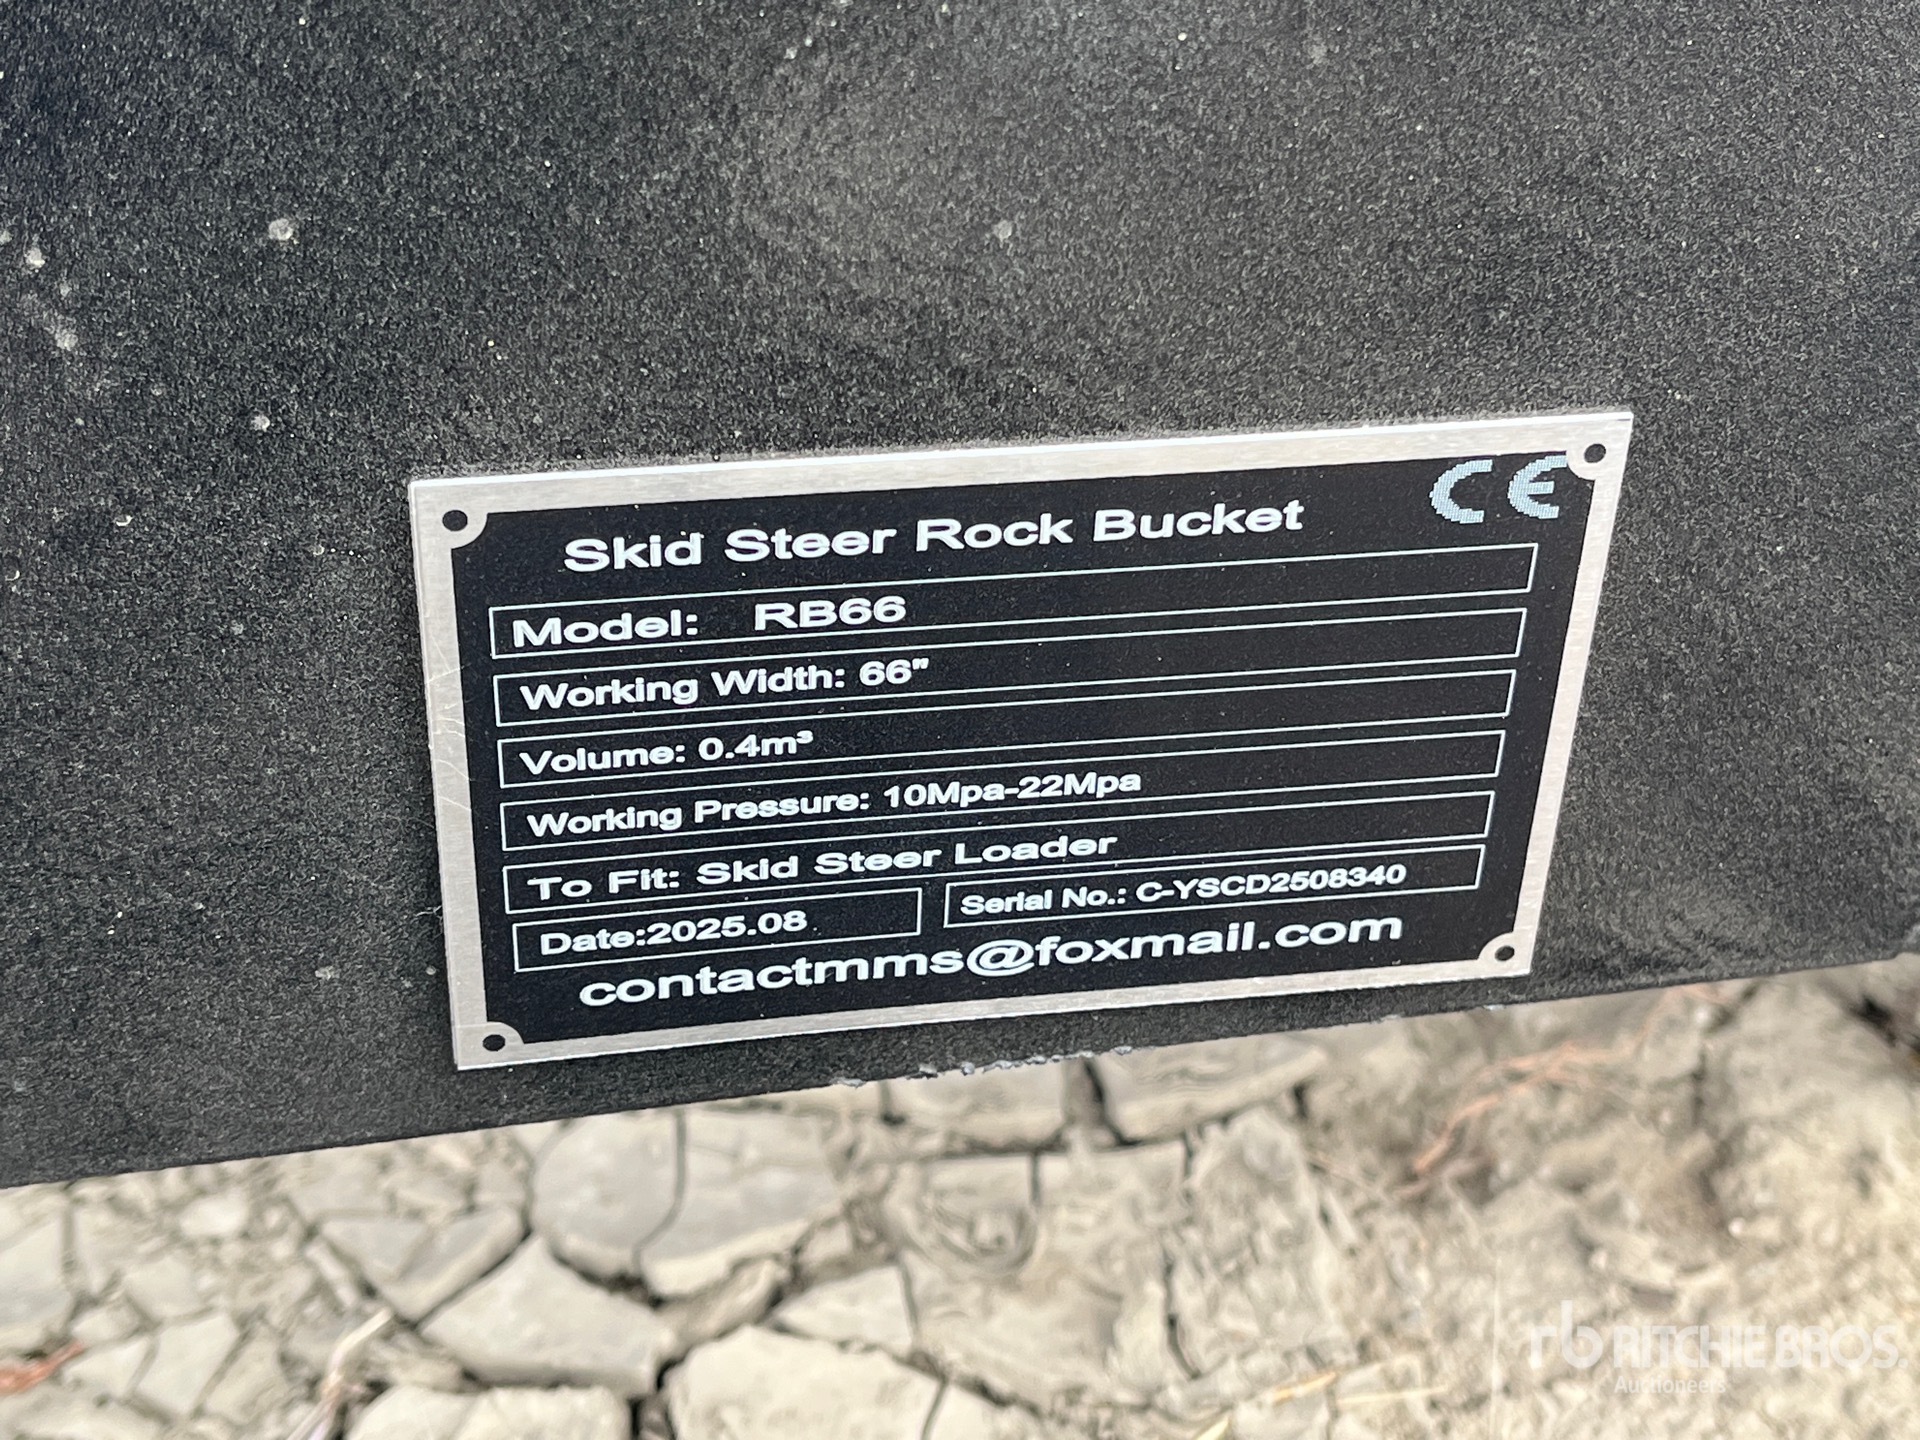 CE
Skid Steer Rock Bucket
Model: RB66
Working Width: 66"
Volume: 0.4m³
Working Pressure: 10Mpa-22Mpa
To Fit: Skid Steer Loader
Date:2025.08 Serial No.: C-YSCD2508340
contactmms@foxmail.com
rb RITCHIE BROS.
Auctioneers